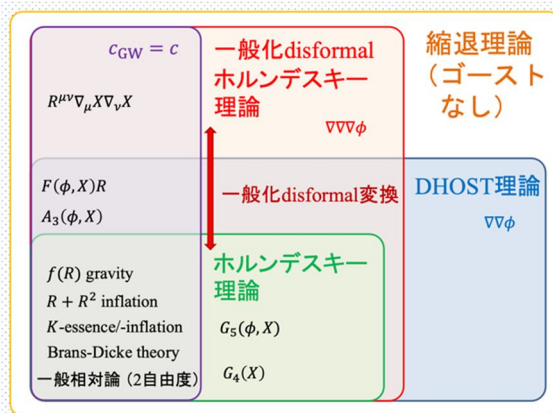 c_GW = c
R^{μν}∇_μX∇_νX
一般化disformal
ホルンデスキー
理論
∇∇∇ϕ
縮退理論
(ゴースト
なし)
F(ϕ,X)R
A_3(ϕ,X)
一般化disformal変換
DHOST理論
∇∇ϕ
f(R) gravity
R + R^2 inflation
K-essence/-inflation
Brans-Dicke theory
一般相対論 (2自由度)
ホルンデスキー
理論
G_5(ϕ,X)
G_4(X)